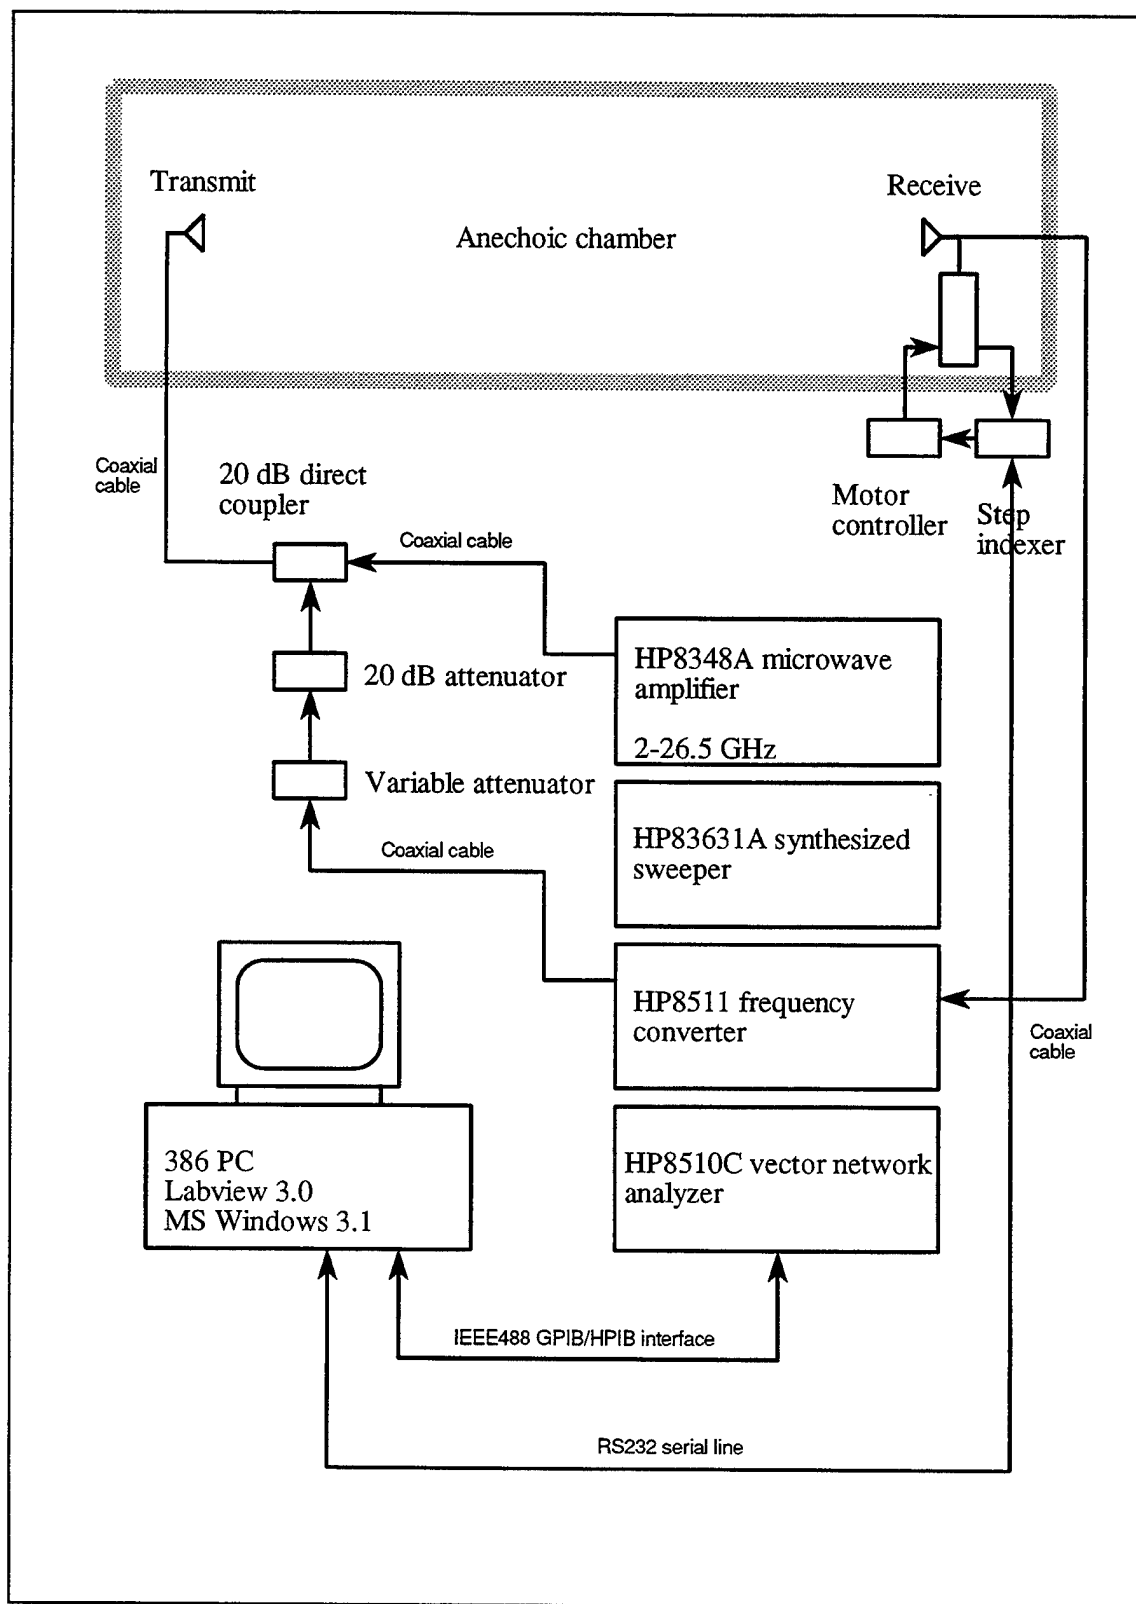 Transmit
Receive
Anechoic chamber
Coaxial
cable
20 dB direct
coupler
Motor
controller
Step
indexer
Coaxial cable
HP8348A microwave
amplifier
2-26.5 GHz
20 dB attenuator
Variable attenuator
HP83631A synthesized
sweeper
Coaxial cable
HP8511 frequency
converter
Coaxial
cable
386 PC
Labview 3.0
MS Windows 3.1
HP8510C vector network
analyzer
IEEE488 GPIB/HPIB interface
RS232 serial line